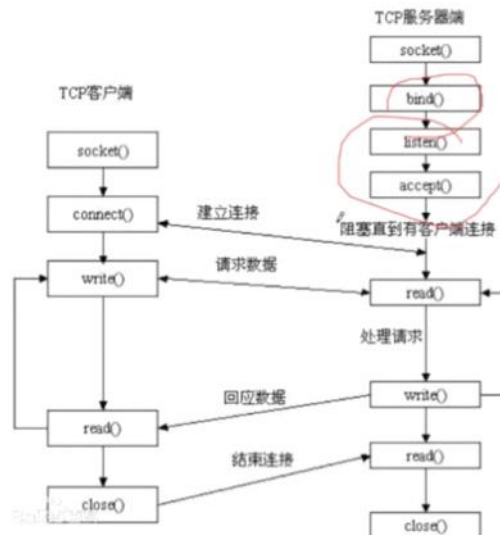 TCP服务器端
socket()
bind()
listen()
accept()
阻塞直到有客户端连接
read()
处理请求
write()
read()
close()
TCP客户端
socket()
connect()
write()
read()
close()
建立连接
请求数据
回应数据
结束连接